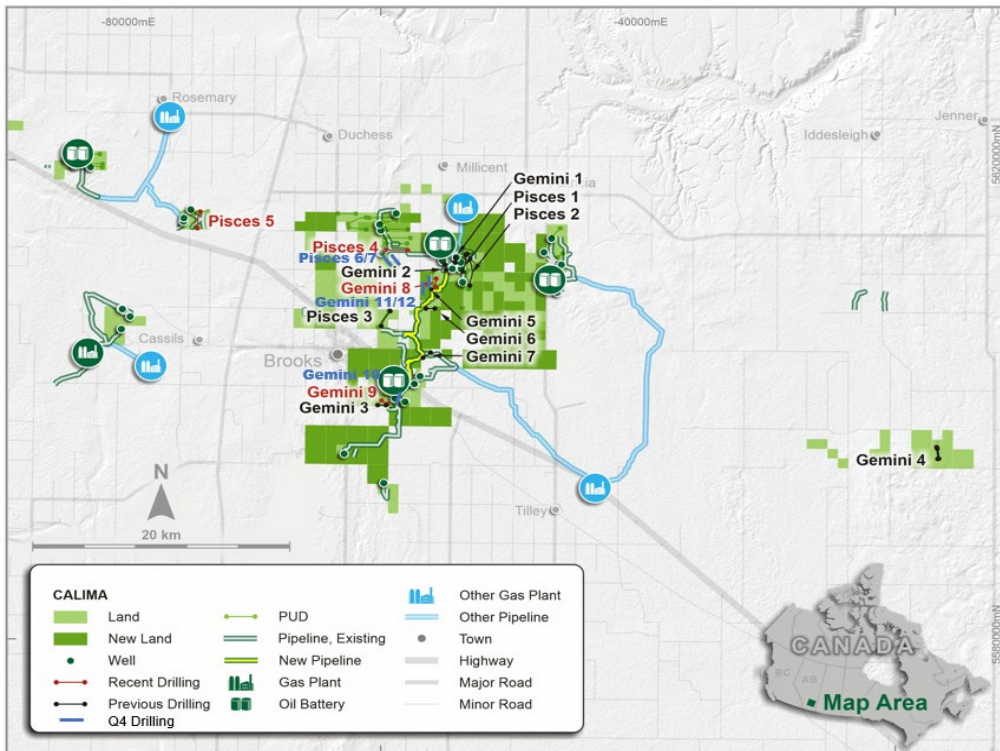 -80000mE
-40000mE
Rosemary
Duchess
Iddesleigh
Jenner
5620000mN
Millicent
Gemini 1
Pisces 1
Pisces 2
Pisces 5
Pisces 4
Pisces 6/7
Gemini 2
Gemini 8
Gemini 11/12
Pisces 3
Gemini 5
Gemini 6
Gemini 7
Cassils
Brooks
Gemini 10
Gemini 9
Gemini 3
Gemini 4
N
20 km
Tilley
CALIMA
Land
New Land
Well
Recent Drilling
Previous Drilling
Q4 Drilling
PUD
Pipeline, Existing
New Pipeline
Gas Plant
Oil Battery
Other Gas Plant
Other Pipeline
Town
Highway
Major Road
Minor Road
5580000mN
CANADA
BC
AB
Map Area